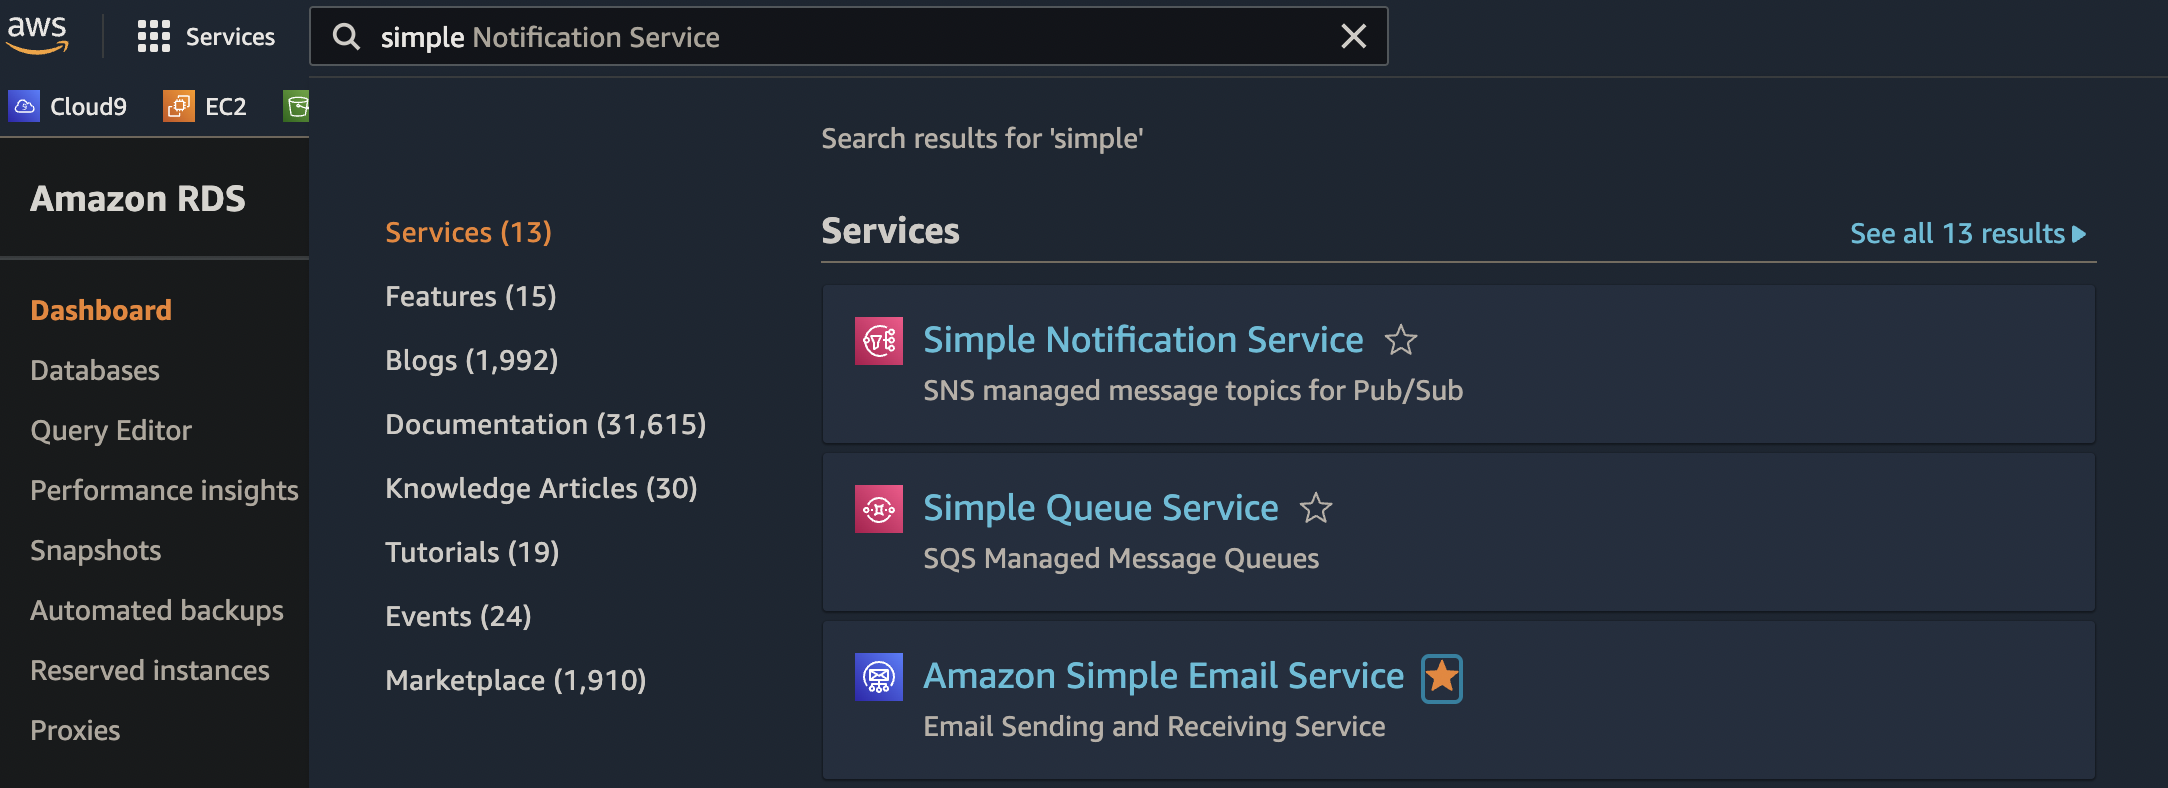 aws
Services
simple Notification Service
Cloud9
EC2
Amazon RDS
Dashboard
Databases
Query Editor
Performance insights
Snapshots
Automated backups
Reserved instances
Proxies
Services (13)
Features (15)
Blogs (1,992)
Documentation (31,615)
Knowledge Articles (30)
Tutorials (19)
Events (24)
Marketplace (1,910)
Search results for 'simple'
Services
See all 13 results
Simple Notification Service
SNS managed message topics for Pub/Sub
Simple Queue Service
SQS Managed Message Queues
Amazon Simple Email Service
Email Sending and Receiving Service